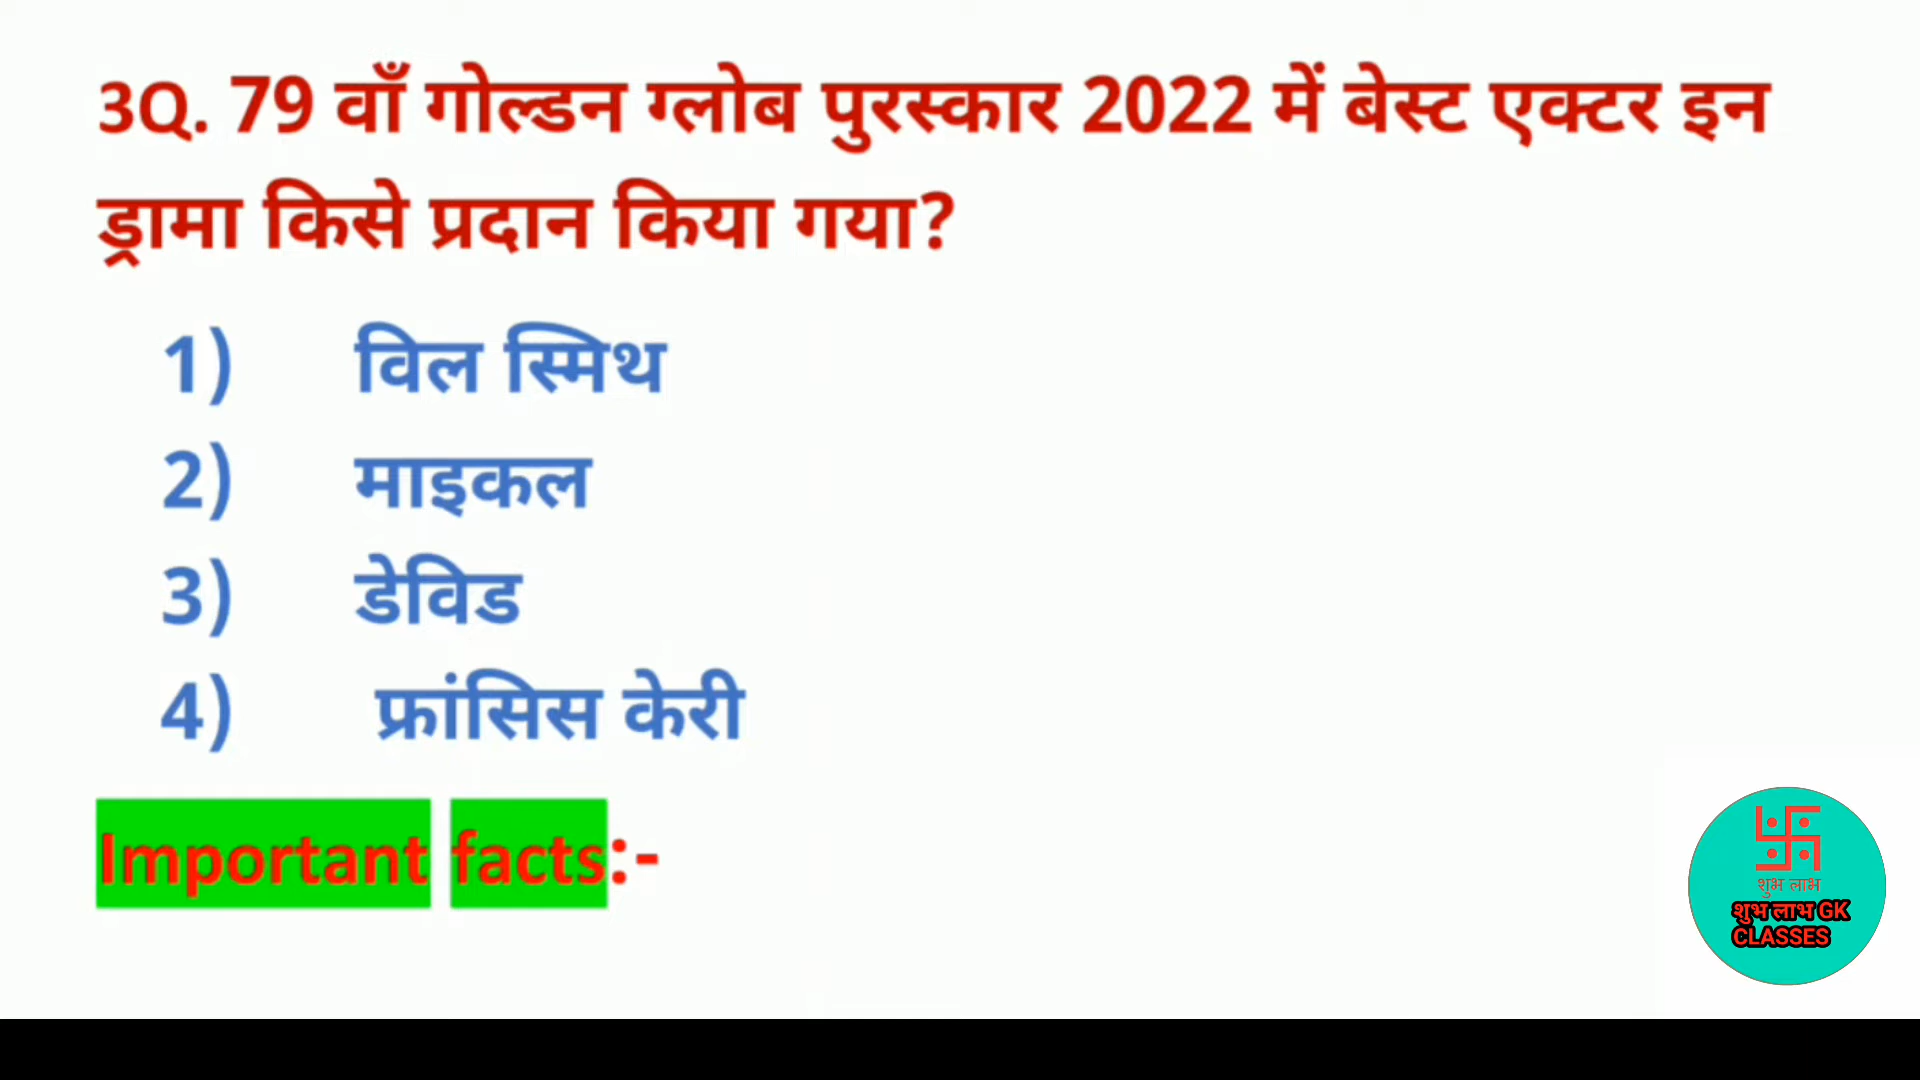 3Q. 79 वाँ गोल्डन ग्लोब पुरस्कार 2022 में बेस्ट एक्टर इन
ड्रामा किसे प्रदान किया गया?
1) विल स्मिथ
2) माइकल
3) डेविड
4) फ्रांसिस केरी
Important facts:-
शुभ लाभ
शुभ लाभ GK
CLASSES